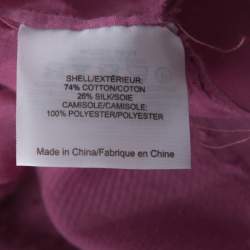 SHELL/EXTÉRIEUR:
74% COTTON/COTON
26% SILK/SOIE
CAMISOLE/CAMISOLE:
100% POLYESTER/POLYESTER
Made in China/Fabrique en Chine